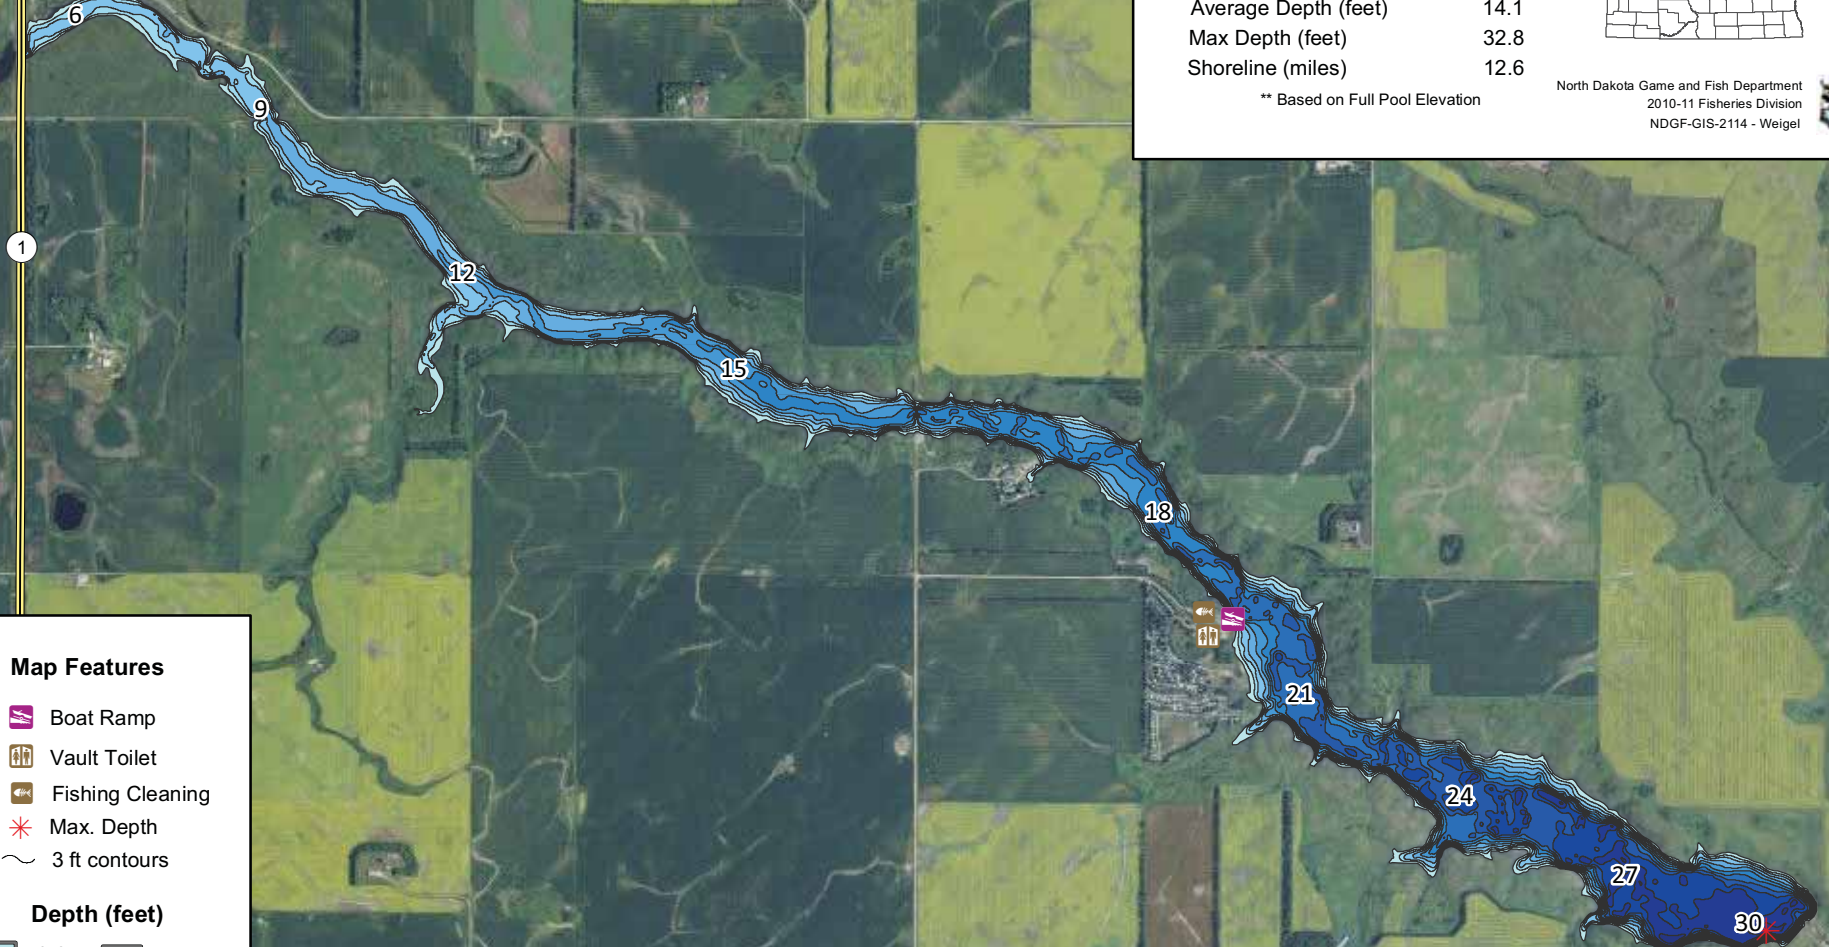 Average Depth (feet) 14.1
Max Depth (feet) 32.8
Shoreline (miles) 12.6
** Based on Full Pool Elevation
North Dakota Game and Fish Department
2010-11 Fisheries Division
NDGF-GIS-2114 - Weigel
6
9
1
12
15
18
21
24
27
30
Map Features
Boat Ramp
Vault Toilet
Fishing Cleaning
Max. Depth
3 ft contours
Depth (feet)